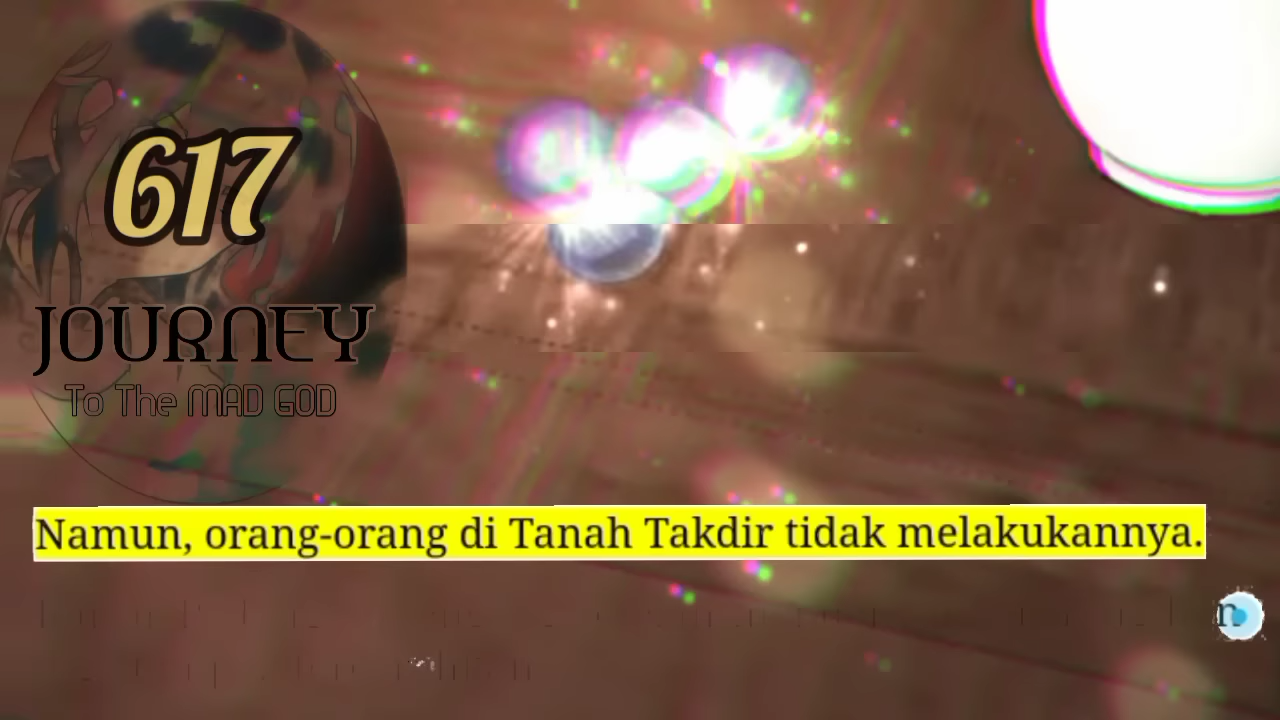 617
JOURNEY
To The MAD GOD
Namun, orang-orang di Tanah Takdir tidak melakukannya.
n